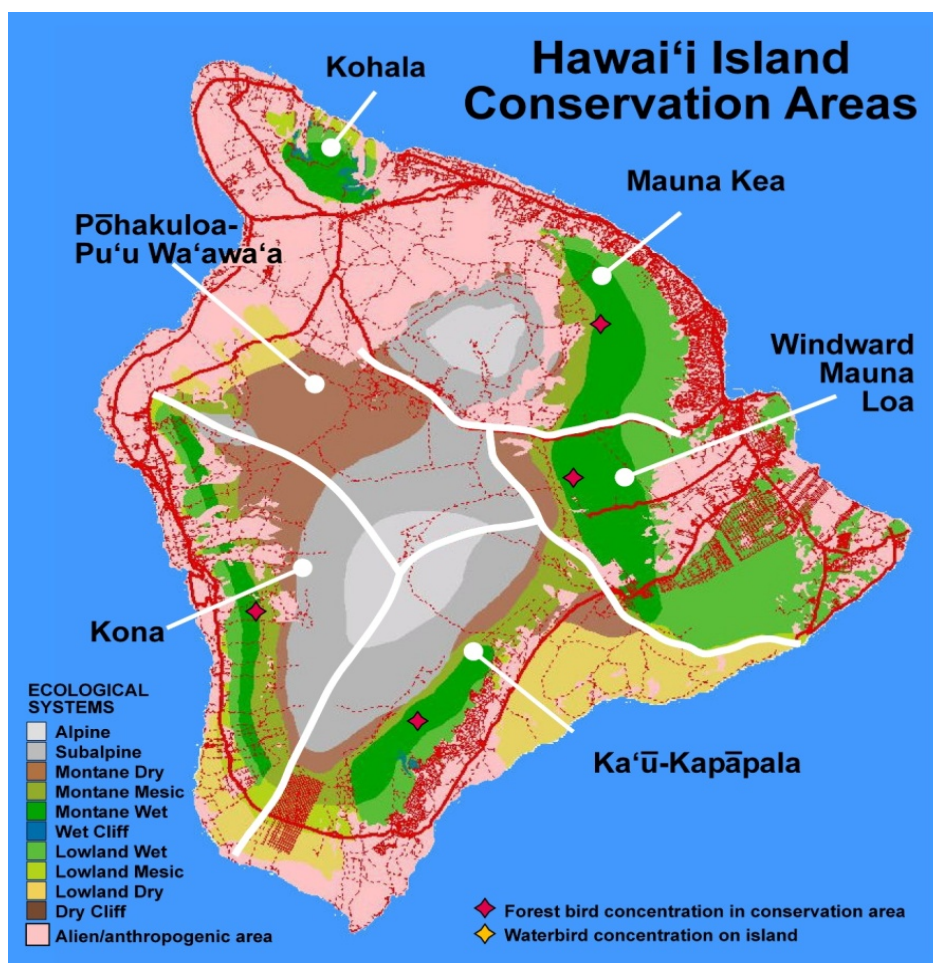 Hawai‘i Island
Conservation Areas
Kohala
Mauna Kea
Pōhakuloa-
Pu‘u Wa‘awa‘a
Windward
Mauna
Loa
Kona
Ka‘ū-Kapāpala
ECOLOGICAL
SYSTEMS
Alpine
Subalpine
Montane Dry
Montane Mesic
Montane Wet
Wet Cliff
Lowland Wet
Lowland Mesic
Lowland Dry
Dry Cliff
Alien/anthropogenic area
Forest bird concentration in conservation area
Waterbird concentration on island